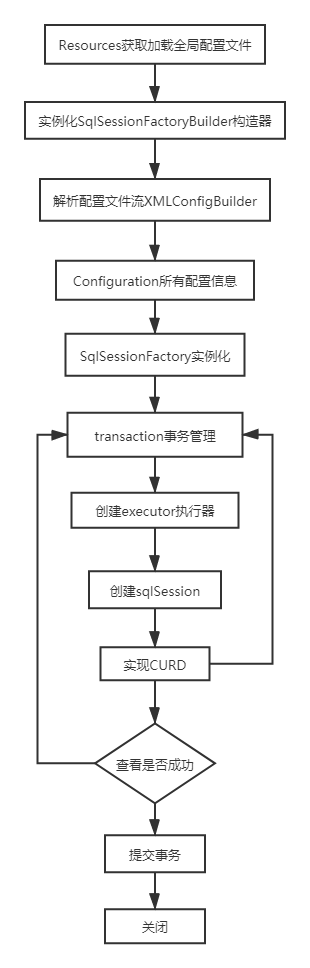 Resources获取加载全局配置文件
实例化SqlSessionFactoryBuilder构造器
解析配置文件流XMLConfigBuilder
Configuration所有配置信息
SqlSessionFactory实例化
transaction事务管理
创建executor执行器
创建sqlSession
实现CURD
查看是否成功
提交事务
关闭